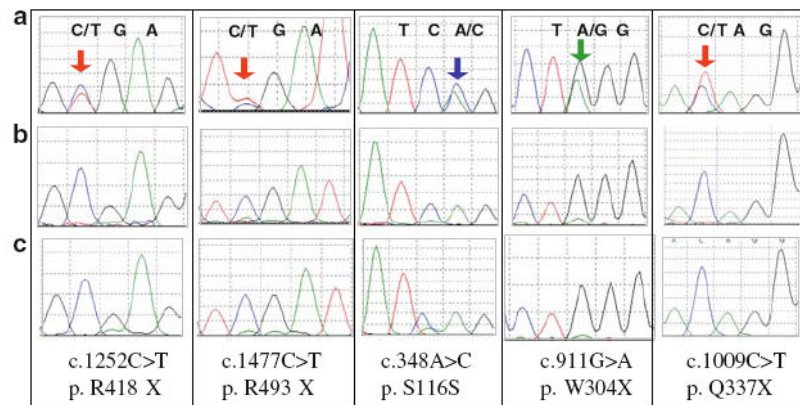 a
C/T G A
C/T G A
T C A/C
T A/G G
C/T A G
b
c
A C A G G
c.1252C>T
p. R418 X
c.1477C>T
p. R493 X
c.348A>C
p. S116S
c.911G>A
p. W304X
c.1009C>T
p. Q337X